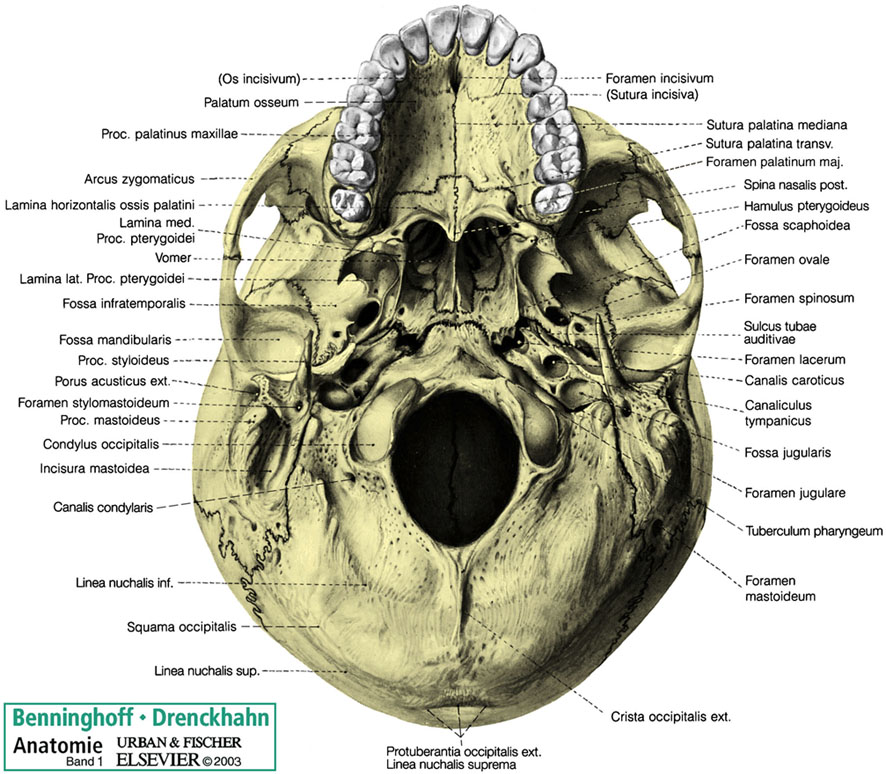 (Os incisivum)
Palatum osseum
Proc. palatinus maxillae
Arcus zygomaticus
Lamina horizontalis ossis palatini
Lamina med.
Proc. pterygoidei
Vomer
Lamina lat. Proc. pterygoidei
Fossa infratemporalis
Fossa mandibularis
Proc. styloideus
Porus acusticus ext.
Foramen stylomastoideum
Proc. mastoideus
Condylus occipitalis
Incisura mastoidea
Canalis condylaris
Linea nuchalis inf.
Squama occipitalis
Linea nuchalis sup.
Foramen incisivum
(Sutura incisiva)
Sutura palatina mediana
Sutura palatina transv.
Foramen palatinum maj.
Spina nasalis post.
Hamulus pterygoideus
Fossa scaphoidea
Foramen ovale
Foramen spinosum
Sulcus tubae
auditivae
Foramen lacerum
Canalis caroticus
Canaliculus
tympanicus
Fossa jugularis
Foramen jugulare
Tuberculum pharyngeum
Foramen
mastoideum
Crista occipitalis ext.
Protuberantia occipitalis ext.
Linea nuchalis suprema
Benninghoff • Drenckhahn
Anatomie URBAN & FISCHER
Band 1 ELSEVIER © 2003